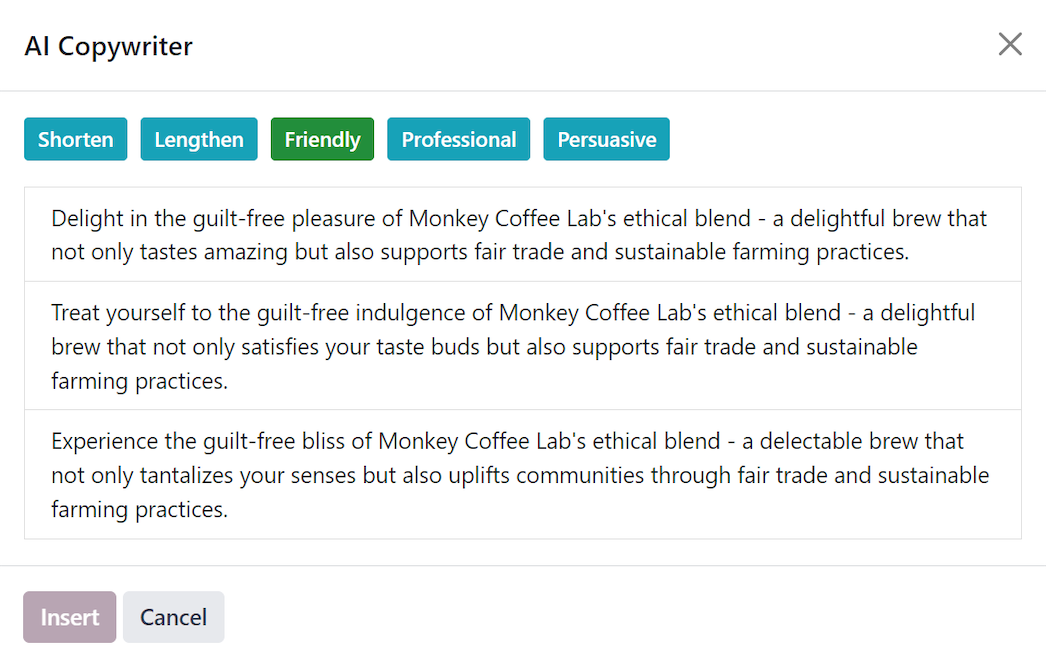 AI Copywriter
Shorten Lengthen Friendly Professional Persuasive
Delight in the guilt-free pleasure of Monkey Coffee Lab's ethical blend - a delightful brew that
not only tastes amazing but also supports fair trade and sustainable farming practices.
Treat yourself to the guilt-free indulgence of Monkey Coffee Lab's ethical blend - a delightful
brew that not only satisfies your taste buds but also supports fair trade and sustainable
farming practices.
Experience the guilt-free bliss of Monkey Coffee Lab's ethical blend - a delectable brew that
not only tantalizes your senses but also uplifts communities through fair trade and sustainable
farming practices.
Insert Cancel